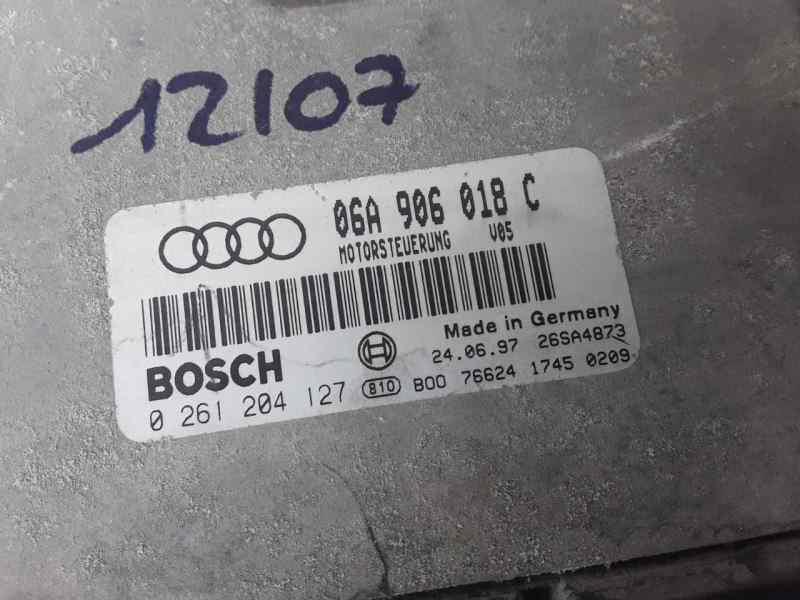 12107
06A 906 018 C
MOTORSTEUERUNG V05
Made in Germany
BOSCH 24.06.97 26SA4873
0 261 204 127 810 B00 76624 1745 0209